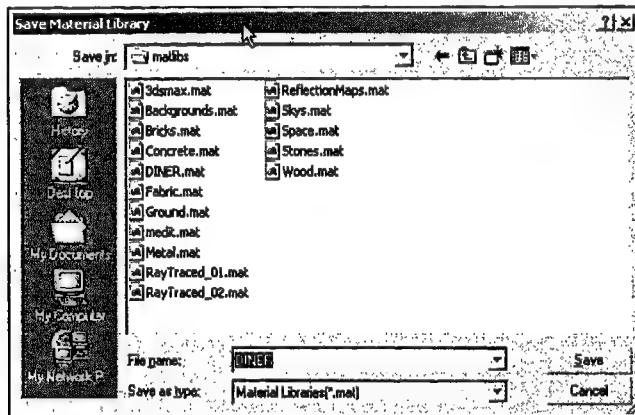 Save Material Library
Save in: matlibs
History
Desktop
My Documents
My Computer
My Network P
3dsmax.mat
Backgrounds.mat
Bricks.mat
Concrete.mat
DINER.mat
Fabric.mat
Ground.mat
medit.mat
Metal.mat
RayTraced_01.mat
RayTraced_02.mat
ReflectionMaps.mat
Skys.mat
Space.mat
Stones.mat
Wood.mat
File name: DINER Save
Save as type: Material Libraries(*.mat) Cancel